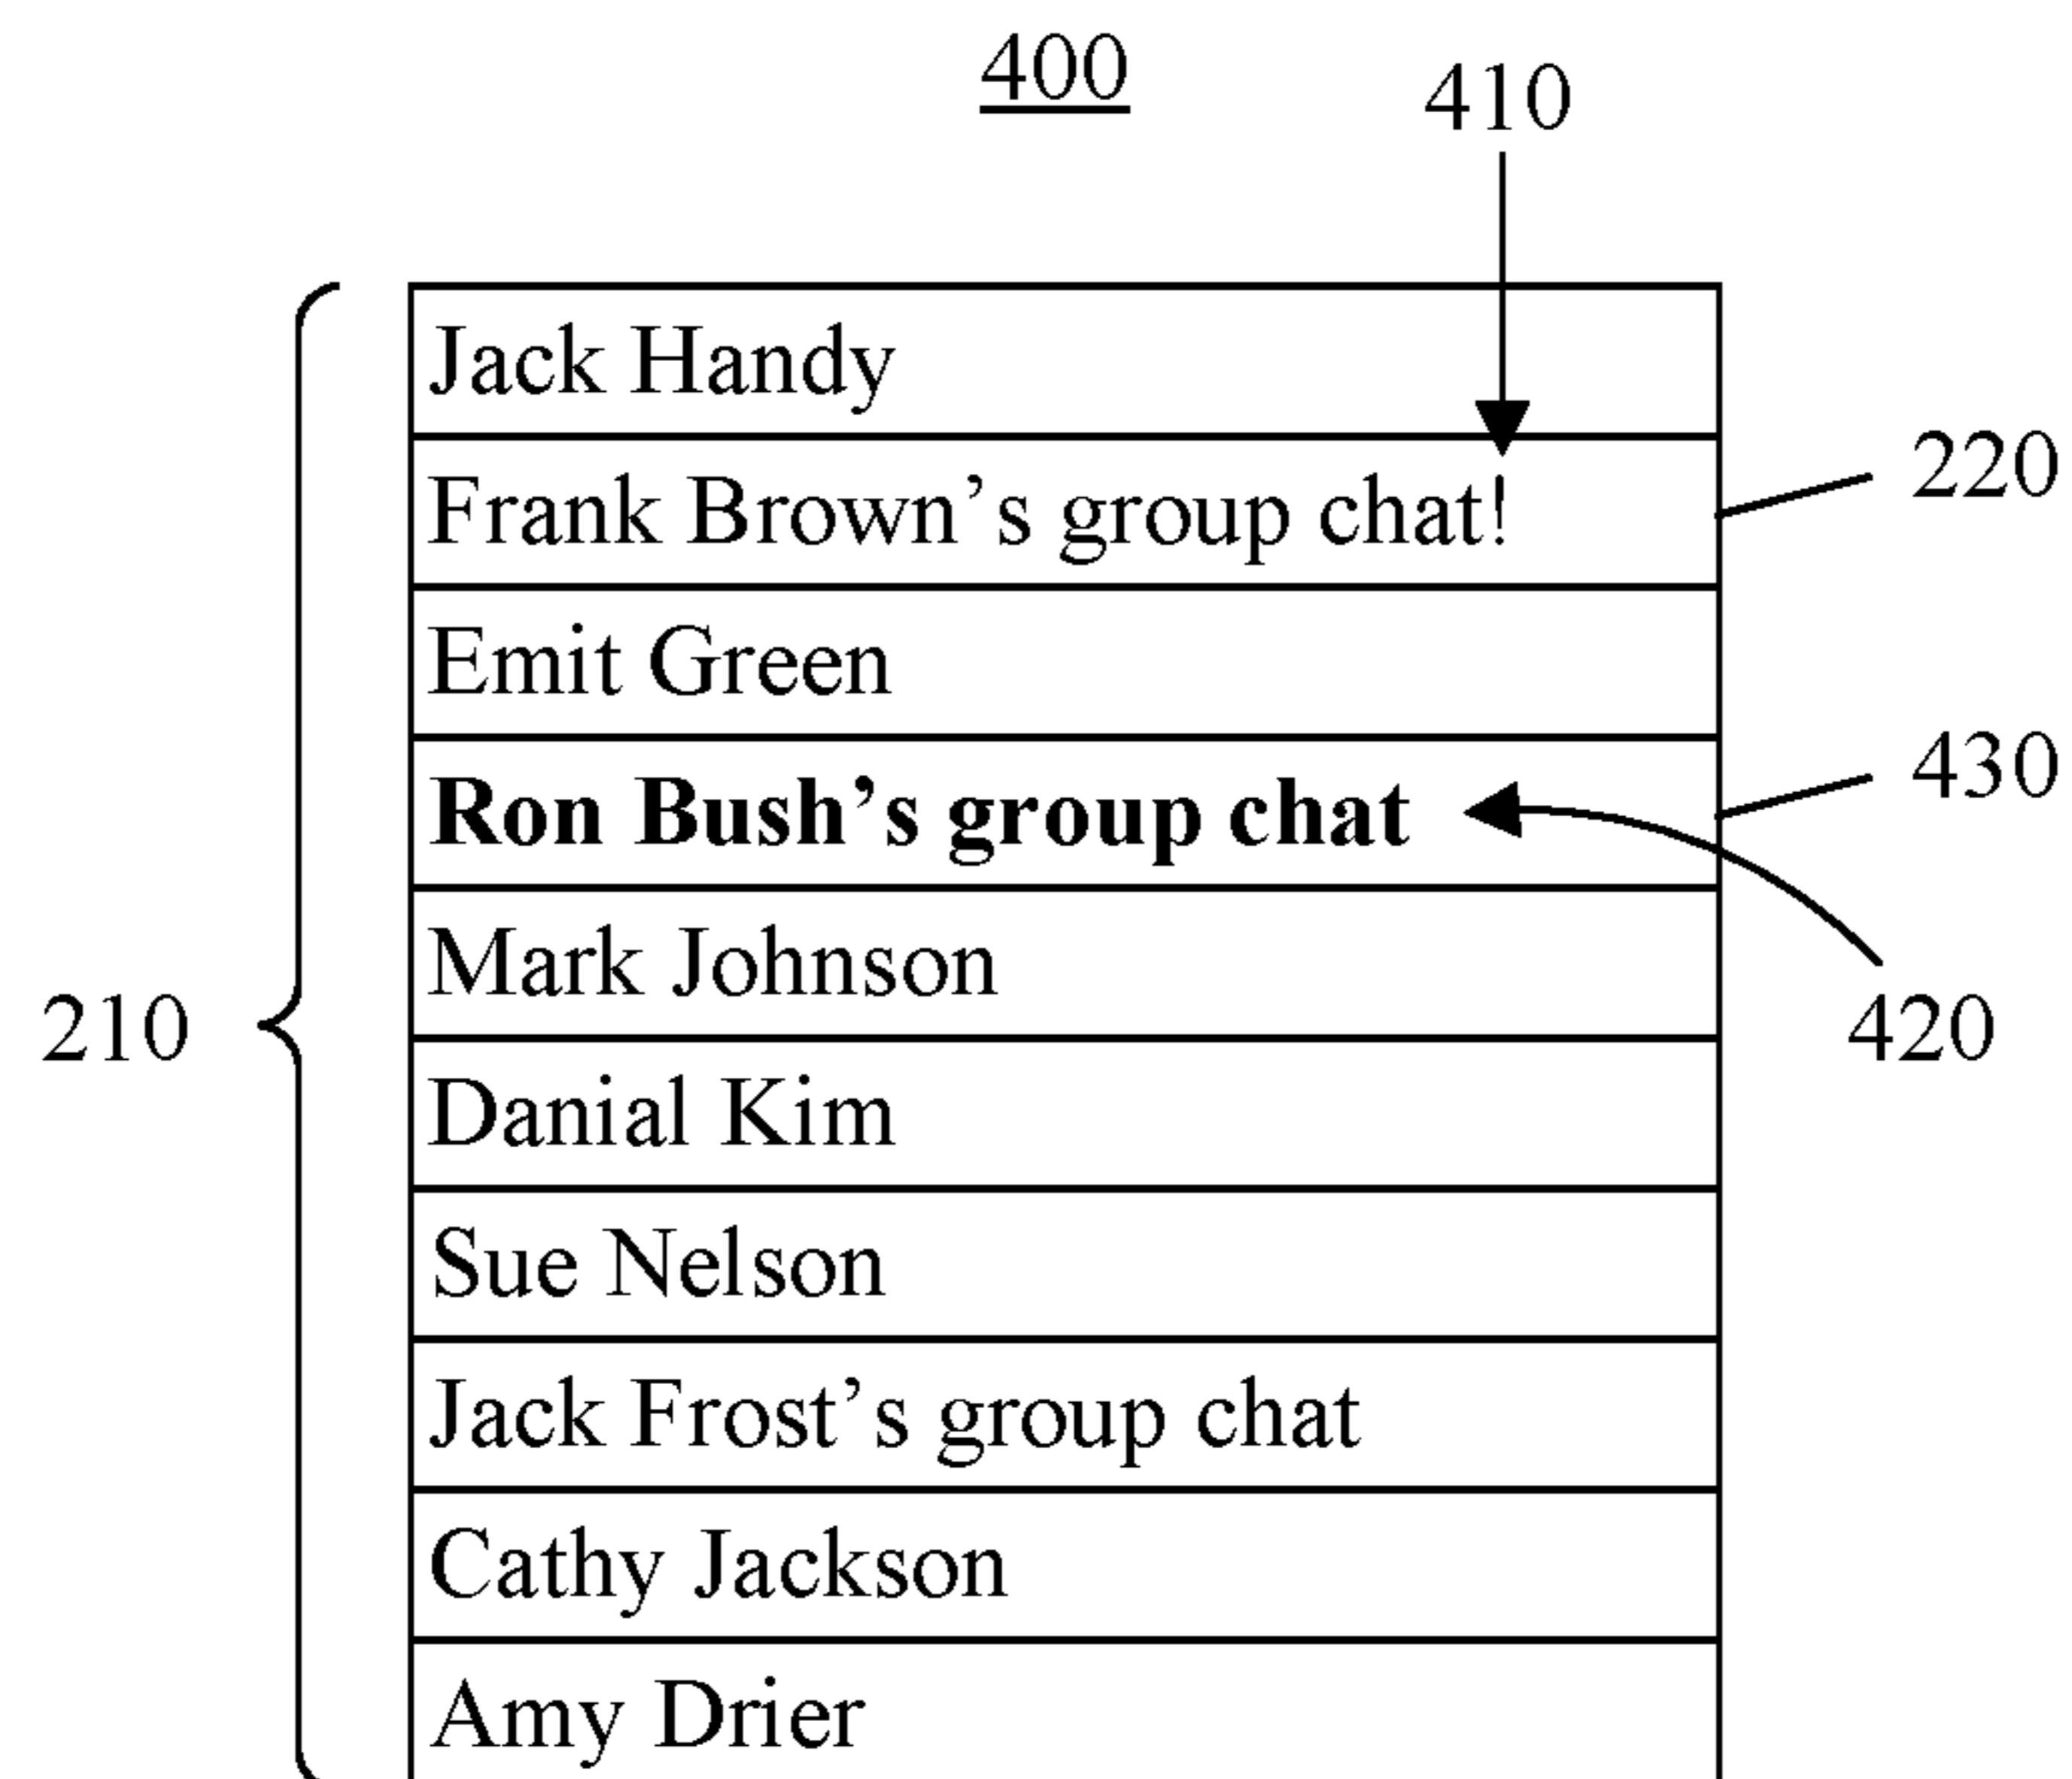 400
410
Jack Handy
Frank Brown’s group chat!
220
Emit Green
Ron Bush’s group chat
430
Mark Johnson
210
420
Danial Kim
Sue Nelson
Jack Frost’s group chat
Cathy Jackson
Amy Drier